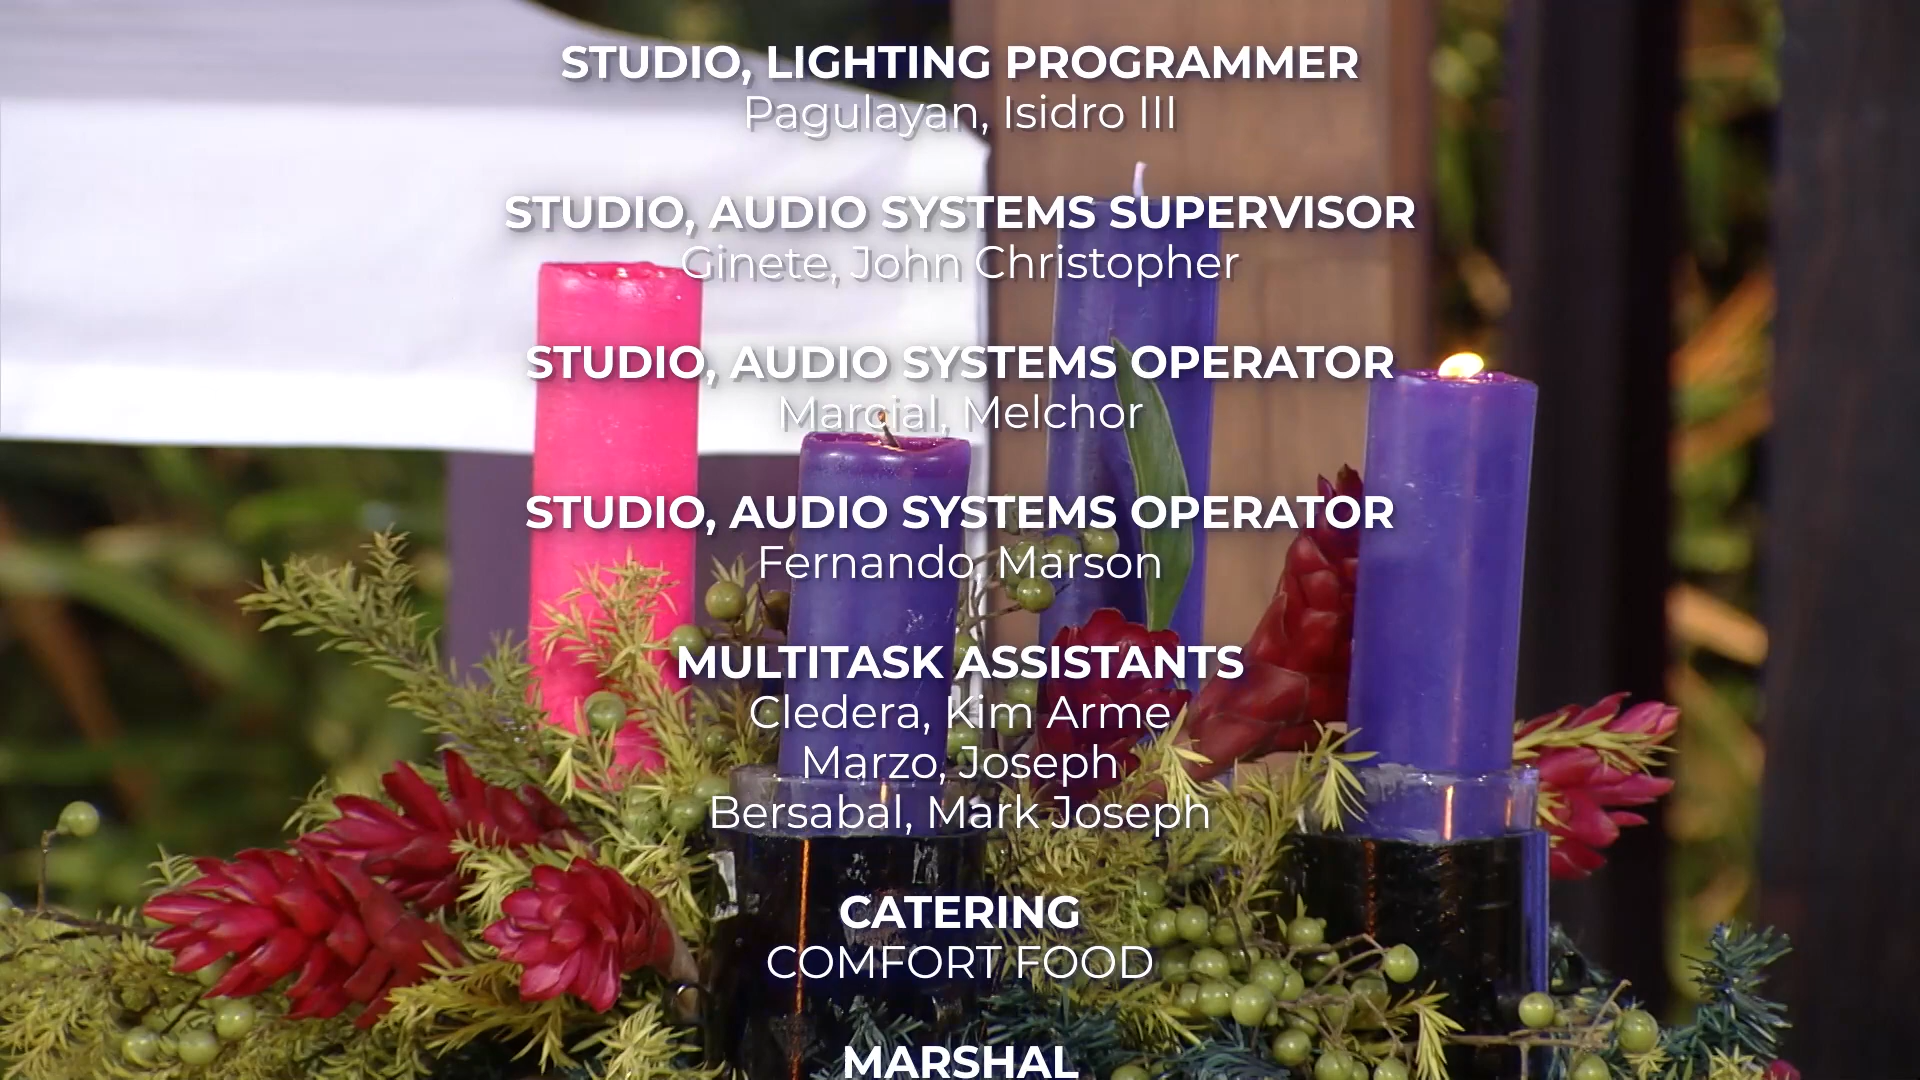 STUDIO, LIGHTING PROGRAMMER
Pagulayan, Isidro III
STUDIO, AUDIO SYSTEMS SUPERVISOR
Ginete, John Christopher
STUDIO, AUDIO SYSTEMS OPERATOR
Marcial, Melchor
STUDIO, AUDIO SYSTEMS OPERATOR
Fernando, Marson
MULTITASK ASSISTANTS
Cledera, Kim Arme
Marzo, Joseph
Bersabal, Mark Joseph
CATERING
COMFORT FOOD
MARSHAL